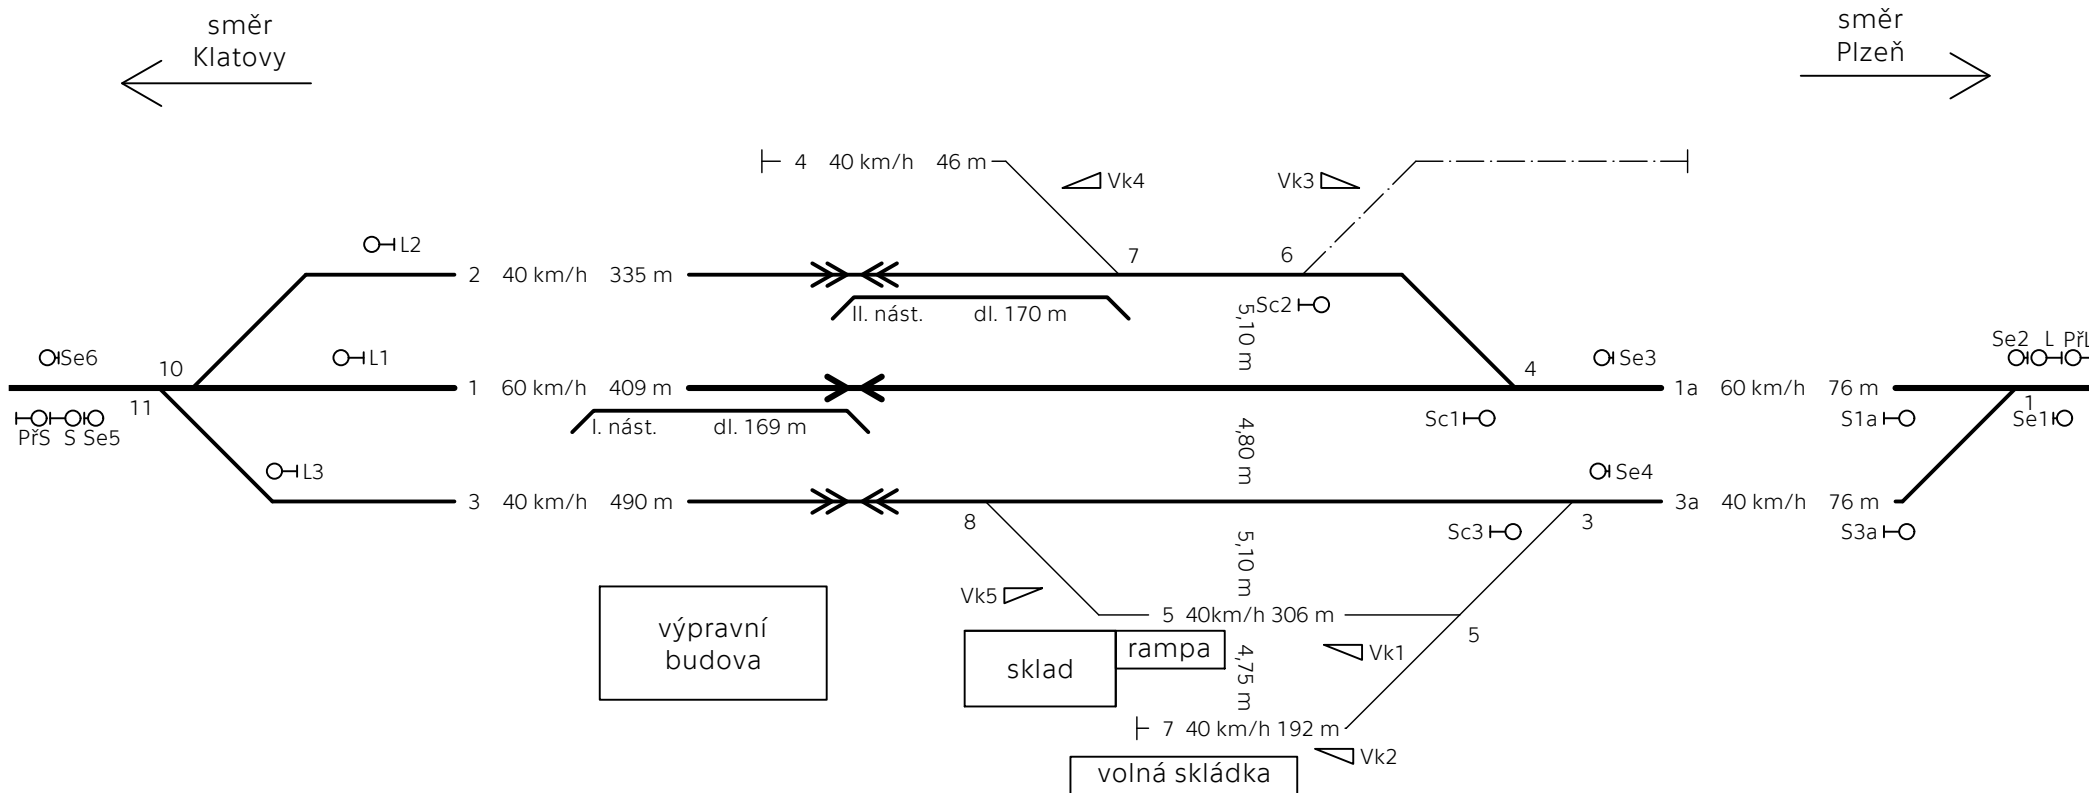 směr
Klatovy
směr
Plzeň
4 40 km/h 46 m
Vk4
Vk3
L2
7
6
2 40 km/h 335 m
II. nást. dl. 170 m
Sc2
5,10 m
Se6
10
L1
4
Se3
Se2 L PřL
11
1 60 km/h 409 m
1a 60 km/h 76 m
1
PřS S Se5
I. nást. dl. 169 m
Sc1
S1a
Se1
4,80 m
L3
Se4
3 40 km/h 490 m
8
3
3a 40 km/h 76 m
Sc3
S3a
5,10 m
Vk5
5 40km/h 306 m
5
výpravní
budova
sklad
rampa
Vk1
4,75 m
7 40 km/h 192 m
Vk2
volná skládka